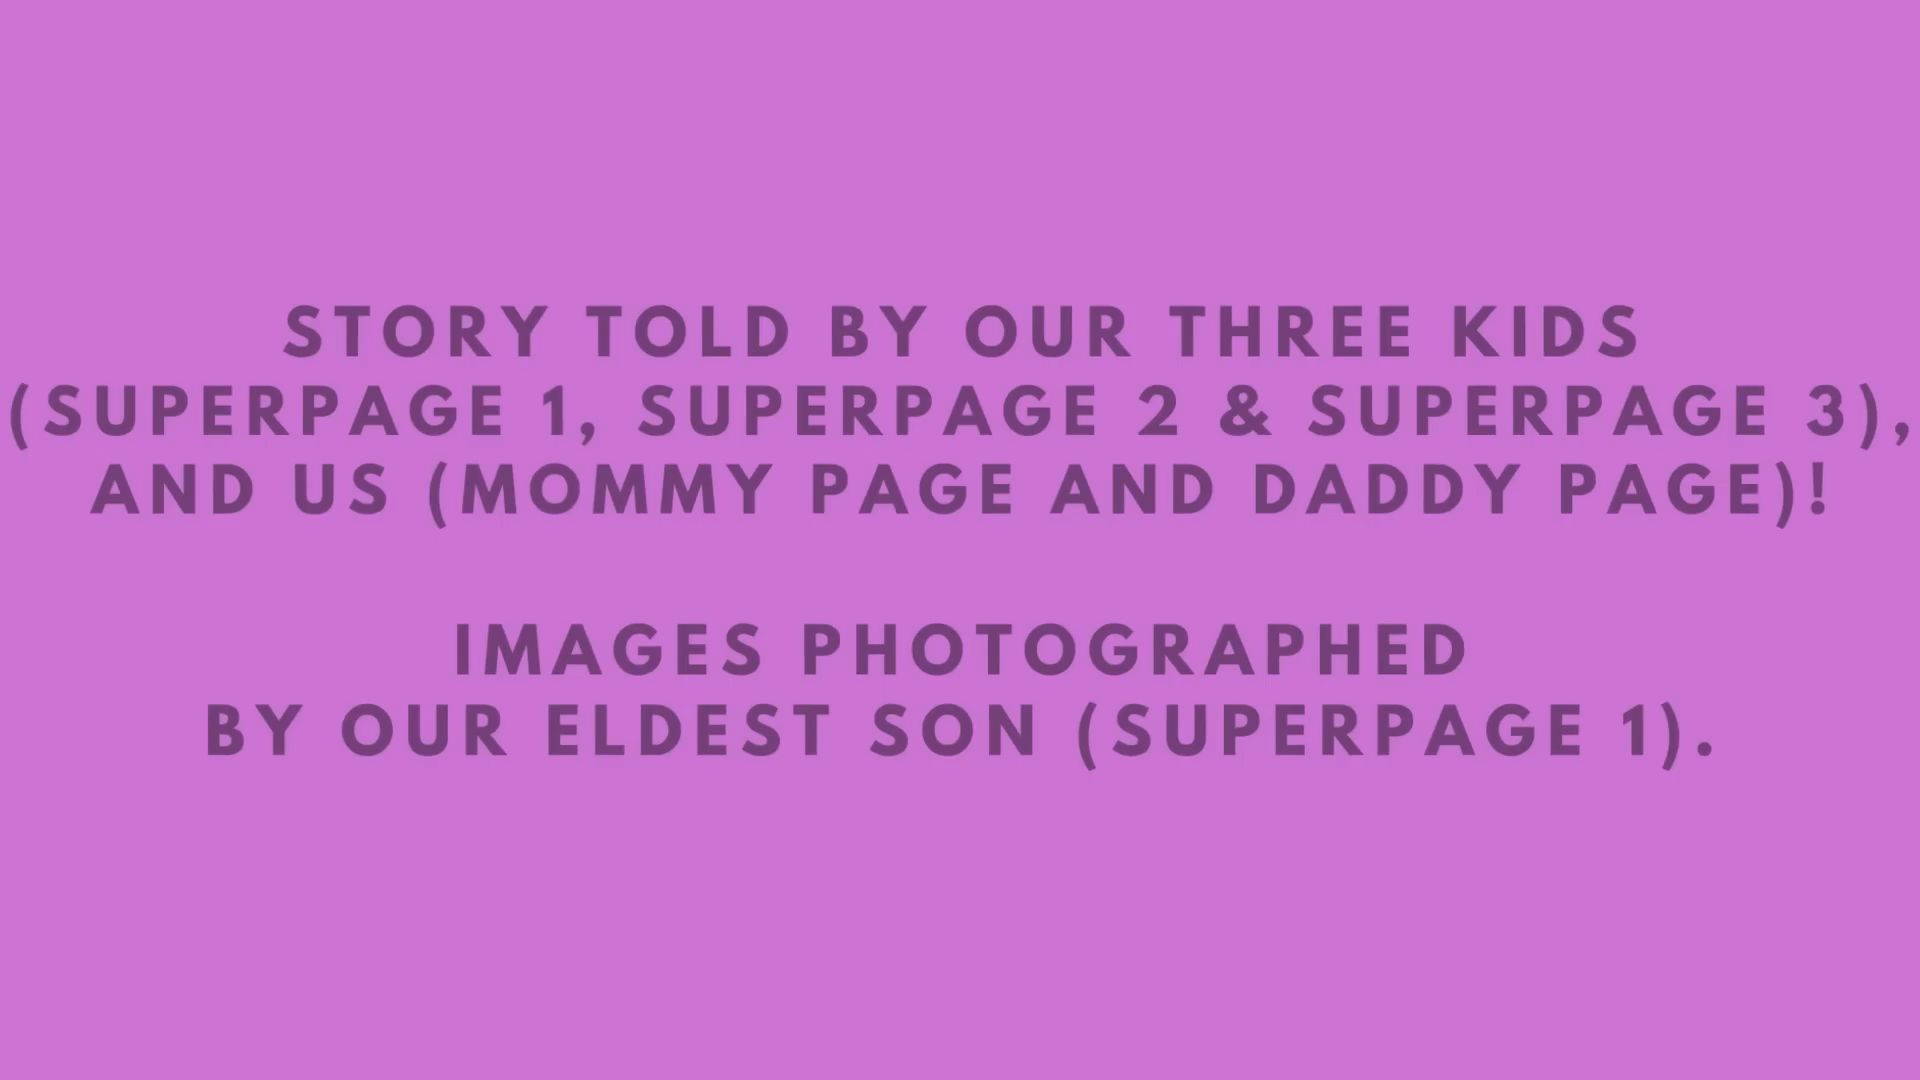 STORY TOLD BY OUR THREE KIDS
(SUPERPAGE 1, SUPERPAGE 2 & SUPERPAGE 3),
AND US (MOMMY PAGE AND DADDY PAGE)!
IMAGES PHOTOGRAPHED
BY OUR ELDEST SON (SUPERPAGE 1).